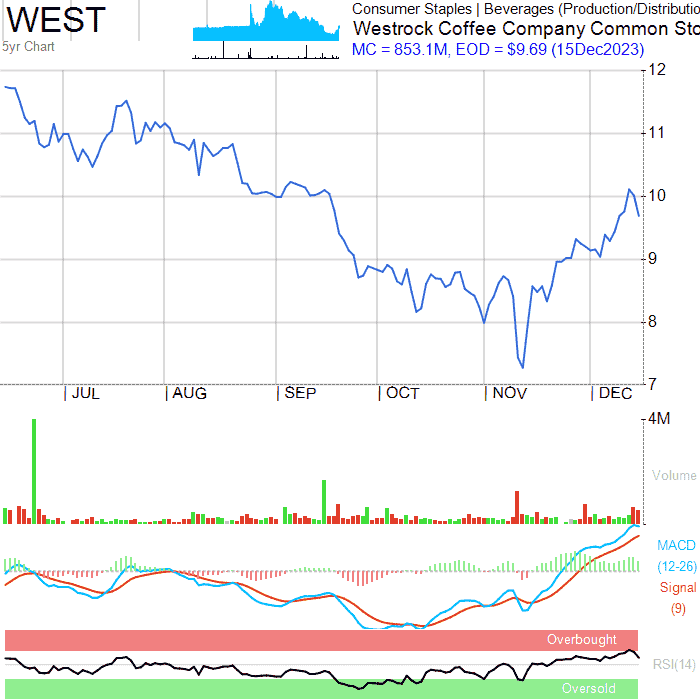 WEST
5yr Chart
Consumer Staples | Beverages (Production/Distributio
Westrock Coffee Company Common Sto
MC = 853.1M, EOD = $9.69 (15Dec2023)
12
11
10
9
8
7
JUL AUG SEP OCT NOV DEC
4M
Volume
MACD
(12-26)
Signal
(9)
Overbought
RSI(14)
Oversold